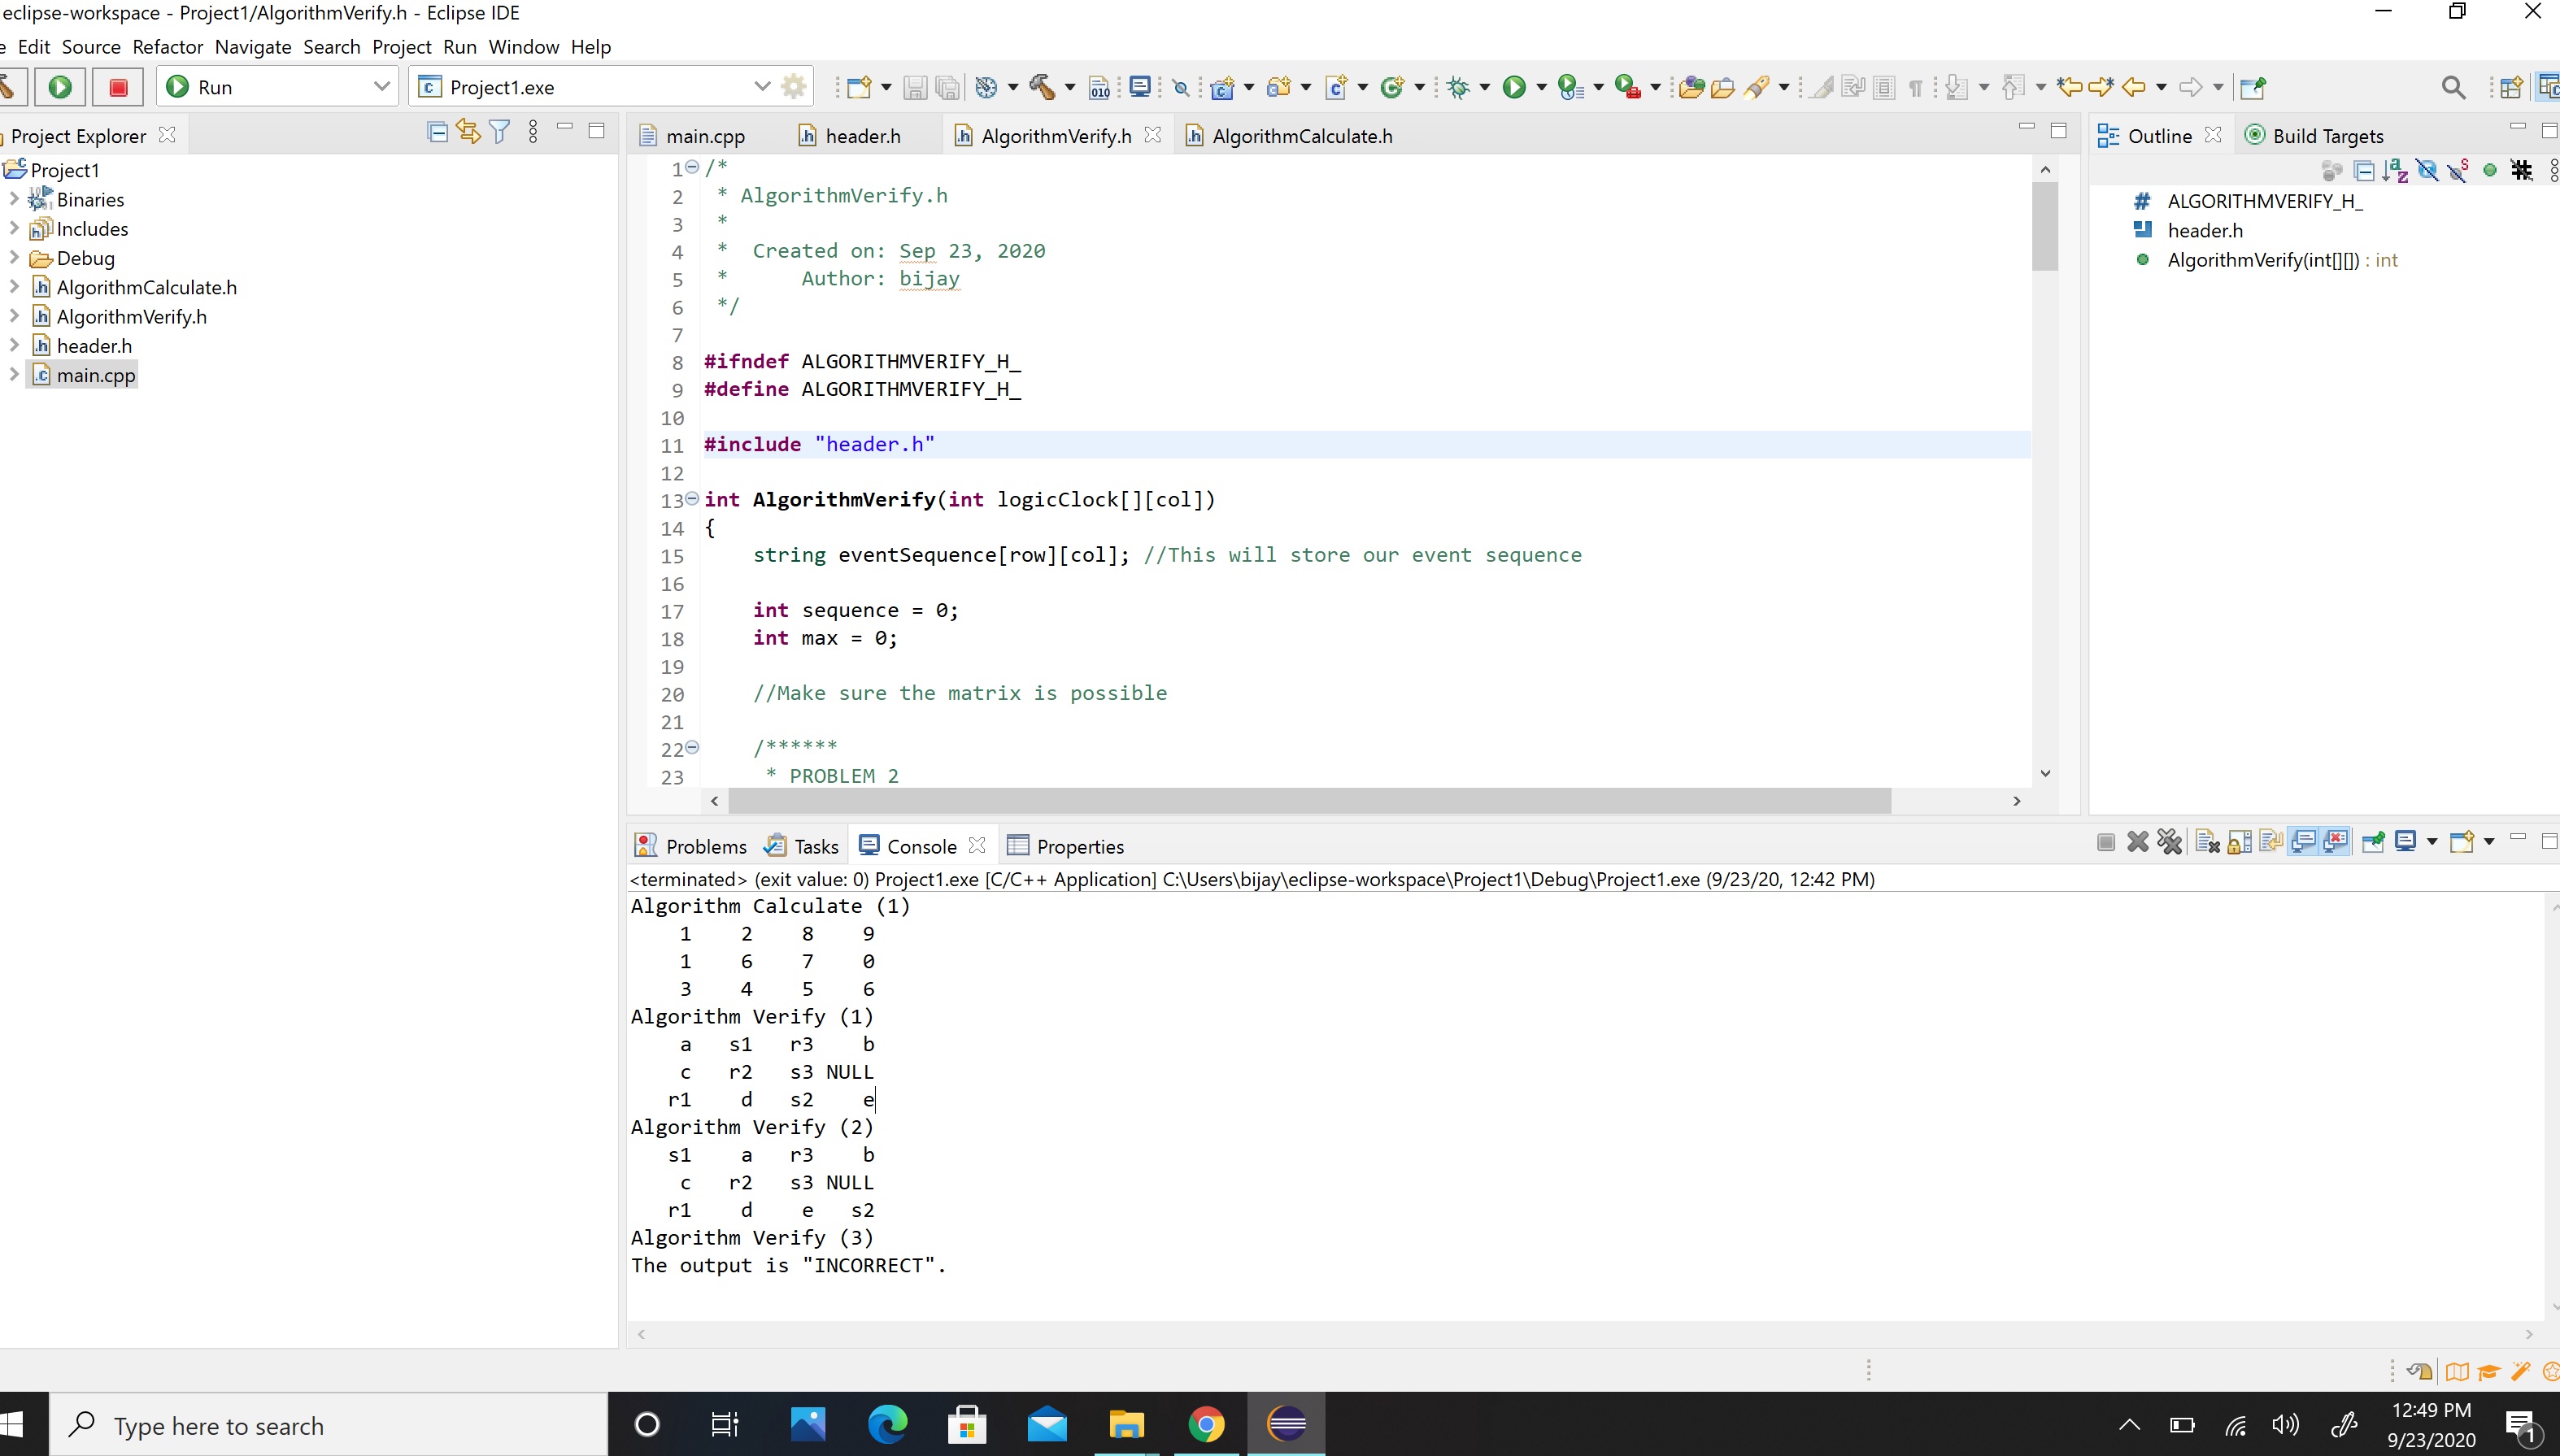 eclipse-workspace - Project1/AlgorithmVerify.h - Eclipse IDE
e Edit Source Refactor Navigate Search Project Run Window Help
Run
Project1.exe
Project Explorer
main.cpp header.h AlgorithmVerify.h AlgorithmCalculate.h
Outline Build Targets
Project1
Binaries
Includes
Debug
AlgorithmCalculate.h
AlgorithmVerify.h
header.h
main.cpp
1 /*
2 * AlgorithmVerify.h
3 *
4 * Created on: Sep 23, 2020
5 * Author: bijay
6 */
7
8 #ifndef ALGORITHMVERIFY_H_
9 #define ALGORITHMVERIFY_H_
10
11 #include "header.h"
12
13 int AlgorithmVerify(int logicClock[][col])
14 {
15 string eventSequence[row][col]; //This will store our event sequence
16
17 int sequence = 0;
18 int max = 0;
19
20 //Make sure the matrix is possible
21
22 /******
23 * PROBLEM 2
# ALGORITHMVERIFY_H_
header.h
AlgorithmVerify(int[][]) : int
Problems Tasks Console Properties
<terminated> (exit value: 0) Project1.exe [C/C++ Application] C:\Users\bijay\eclipse-workspace\Project1\Debug\Project1.exe (9/23/20, 12:42 PM)
Algorithm Calculate (1)
1 2 8 9
1 6 7 0
3 4 5 6
Algorithm Verify (1)
a s1 r3 b
c r2 s3 NULL
r1 d s2 e
Algorithm Verify (2)
s1 a r3 b
c r2 s3 NULL
r1 d e s2
Algorithm Verify (3)
The output is "INCORRECT".
Type here to search
12:49 PM
9/23/2020
1